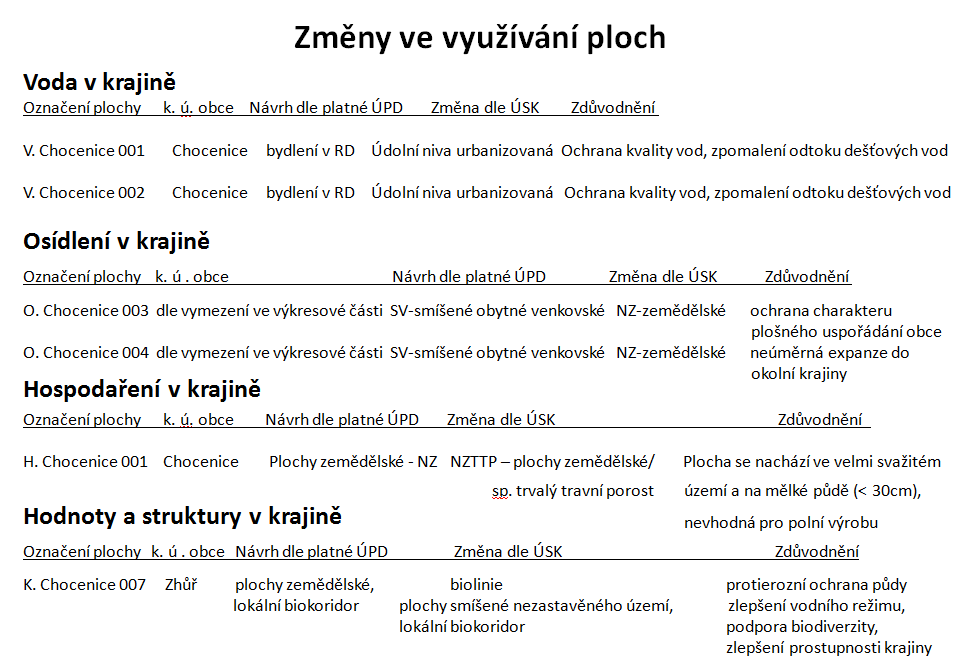 Změny ve využívání ploch
Voda v krajině
Označení plochy k. ú. obce Návrh dle platné ÚPD Změna dle ÚSK Zdůvodnění
V. Chocenice 001 Chocenice bydlení v RD Údolní niva urbanizovaná Ochrana kvality vod, zpomalení odtoku dešťových vod
V. Chocenice 002 Chocenice bydlení v RD Údolní niva urbanizovaná Ochrana kvality vod, zpomalení odtoku dešťových vod
Osídlení v krajině
Označení plochy k. ú . obce Návrh dle platné ÚPD Změna dle ÚSK Zdůvodnění
O. Chocenice 003 dle vymezení ve výkresové části SV-smíšené obytné venkovské NZ-zemědělské ochrana charakteru
plošného uspořádání obce
O. Chocenice 004 dle vymezení ve výkresové části SV-smíšené obytné venkovské NZ-zemědělské neúměrná expanze do
okolní krajiny
Hospodaření v krajině
Označení plochy k. ú. obce Návrh dle platné ÚPD Změna dle ÚSK Zdůvodnění
H. Chocenice 001 Chocenice Plochy zemědělské - NZ NZTTP – plochy zemědělské/ Plocha se nachází ve velmi svažitém
sp. trvalý travní porost území a na mělké půdě (< 30cm),
Hodnoty a struktury v krajině
nevhodná pro polní výrobu
Označení plochy k. ú . obce Návrh dle platné ÚPD Změna dle ÚSK Zdůvodnění
K. Chocenice 007 Zhůř plochy zemědělské, biolinie protierozní ochrana půdy
lokální biokoridor plochy smíšené nezastavěného území, zlepšení vodního režimu,
lokální biokoridor podpora biodiverzity,
zlepšení prostupnosti krajiny